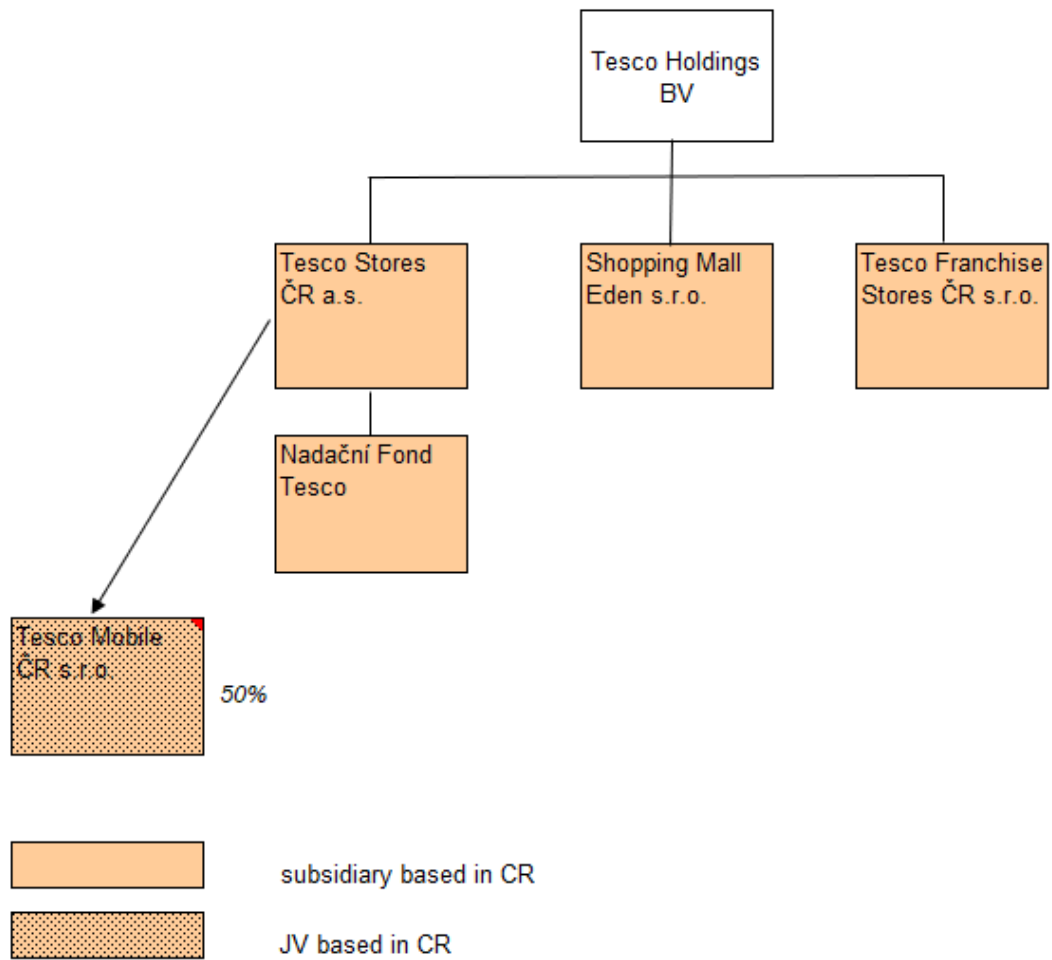 Tesco Holdings
BV
Tesco Stores
ČR a.s.
Shopping Mall
Eden s.r.o.
Tesco Franchise
Stores ČR s.r.o.
Nadační Fond
Tesco
Tesco Mobile
ČR s.r.o.
50%
subsidiary based in CR
JV based in CR